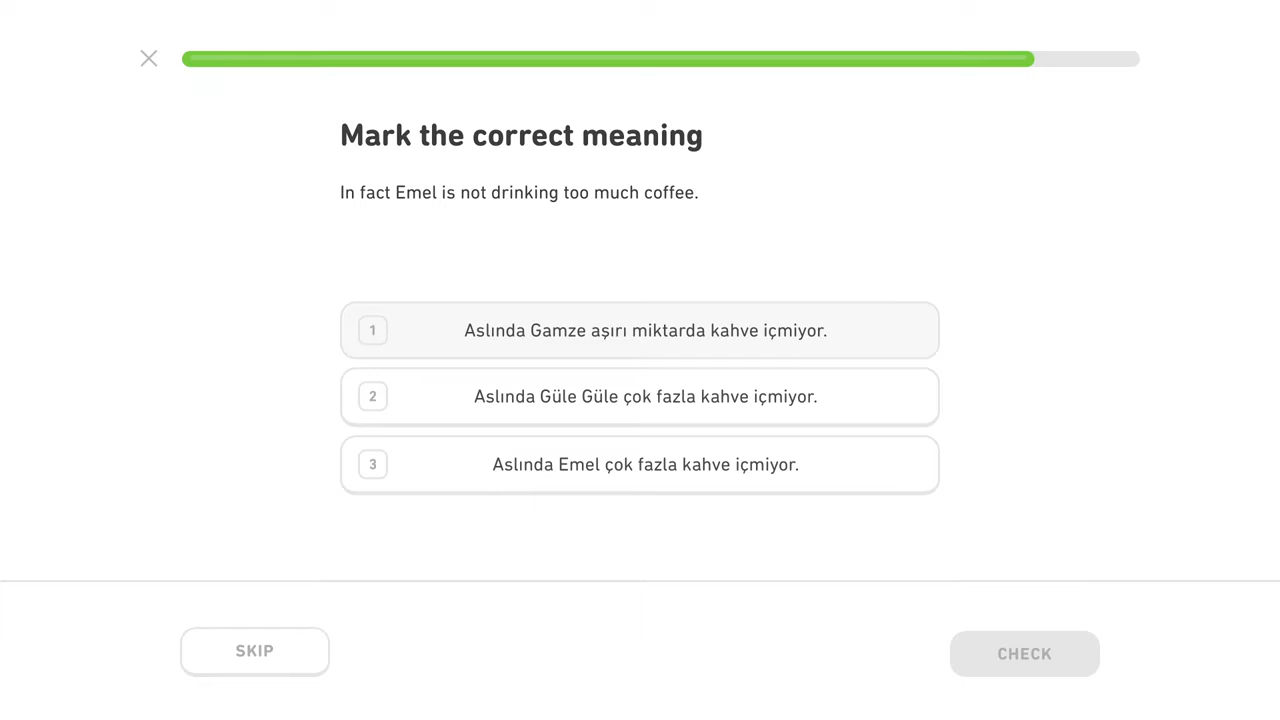 Mark the correct meaning
In fact Emel is not drinking too much coffee.
1 Aslında Gamze aşırı miktarda kahve içmiyor.
2 Aslında Güle Güle çok fazla kahve içmiyor.
3 Aslında Emel çok fazla kahve içmiyor.
SKIP
CHECK